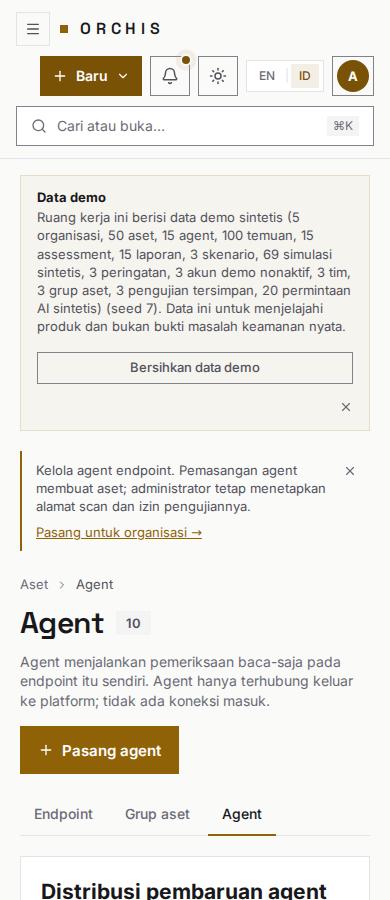 ORCHIS
Baru
EN
ID
A
Cari atau buka...
⌘K
Data demo
Ruang kerja ini berisi data demo sintetis (5
organisasi, 50 aset, 15 agent, 100 temuan, 15
assessment, 15 laporan, 3 skenario, 69 simulasi
sintetis, 3 peringatan, 3 akun demo nonaktif, 3 tim,
3 grup aset, 3 pengujian tersimpan, 20 permintaan
AI sintetis) (seed 7). Data ini untuk menjelajahi
produk dan bukan bukti masalah keamanan nyata.
Bersihkan data demo
Kelola agent endpoint. Pemasangan agent
membuat aset; administrator tetap menetapkan
alamat scan dan izin pengujiannya.
Pasang untuk organisasi →
Aset > Agent
Agent 10
Agent menjalankan pemeriksaan baca-saja pada
endpoint itu sendiri. Agent hanya terhubung keluar
ke platform; tidak ada koneksi masuk.
+ Pasang agent
Endpoint
Grup aset
Agent
Distribusi pembaruan agent